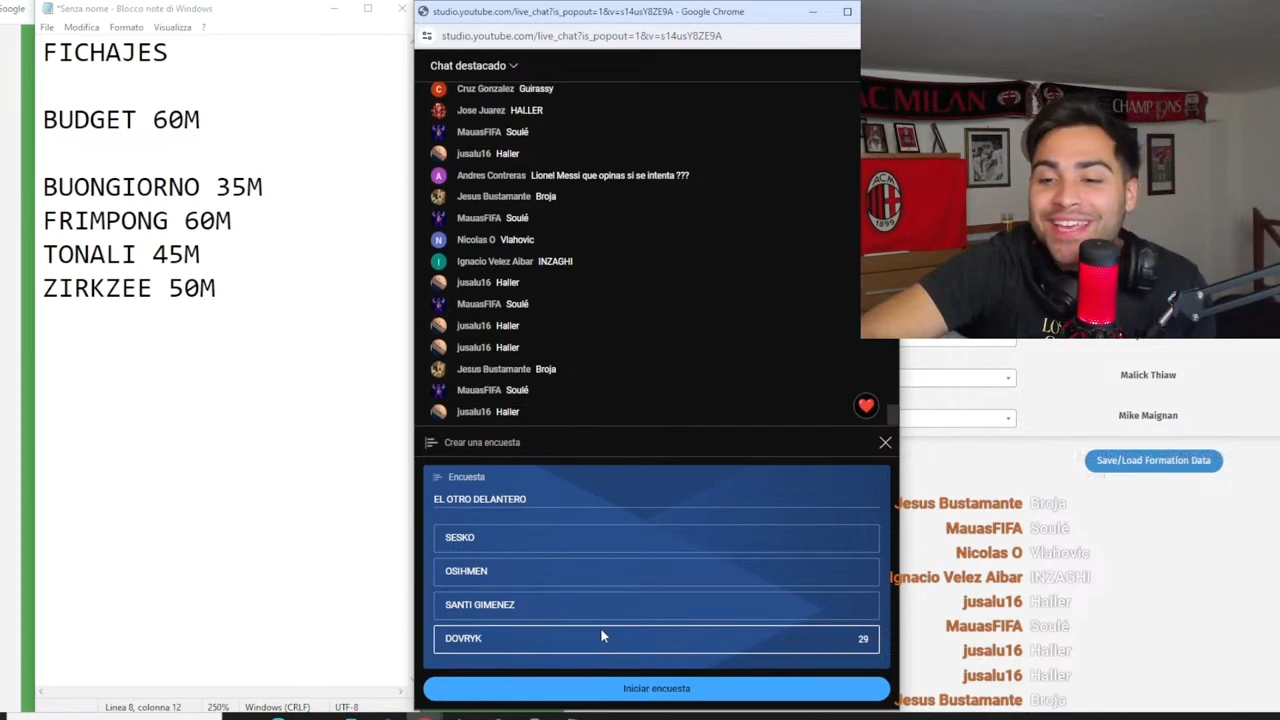 Google
*Senza nome - Blocco note di Windows
File Modifica Formato Visualizza ?
FICHAJES
BUDGET 60M
BUONGIORNO 35M
FRIMPONG 60M
TONALI 45M
ZIRKZEE 50M
Linea 8, colonna 12 250% Windows (CRLF) UTF-8
studio.youtube.com/live_chat?is_popout=1&v=s14usY8ZE9A - Google Chrome
studio.youtube.com/live_chat?is_popout=1&v=s14usY8ZE9A
Chat destacado
Cruz Gonzalez Guirassy
Jose Juarez HALLER
MauasFIFA Soulé
jusalu16 Haller
Andres Contreras Lionel Messi que opinas si se intenta ???
Jesus Bustamante Broja
MauasFIFA Soulé
Nicolas O Vlahovic
Ignacio Velez Aibar INZAGHI
jusalu16 Haller
MauasFIFA Soulé
jusalu16 Haller
jusalu16 Haller
Jesus Bustamante Broja
MauasFIFA Soulé
jusalu16 Haller
Crear una encuesta
Encuesta
EL OTRO DELANTERO
SESKO
OSIHMEN
SANTI GIMENEZ
DOVRYK 29
Iniciar encuesta
AC MILAN
CHAMPIONS
ACM
1899
Malick Thiaw
Mike Maignan
Save/Load Formation Data
Jesus Bustamante Broja
MauasFIFA Soulé
Nicolas O Vlahovic
Ignacio Velez Aibar INZAGHI
jusalu16 Haller
MauasFIFA Soulé
jusalu16 Haller
jusalu16 Haller
Jesus Bustamante Broja